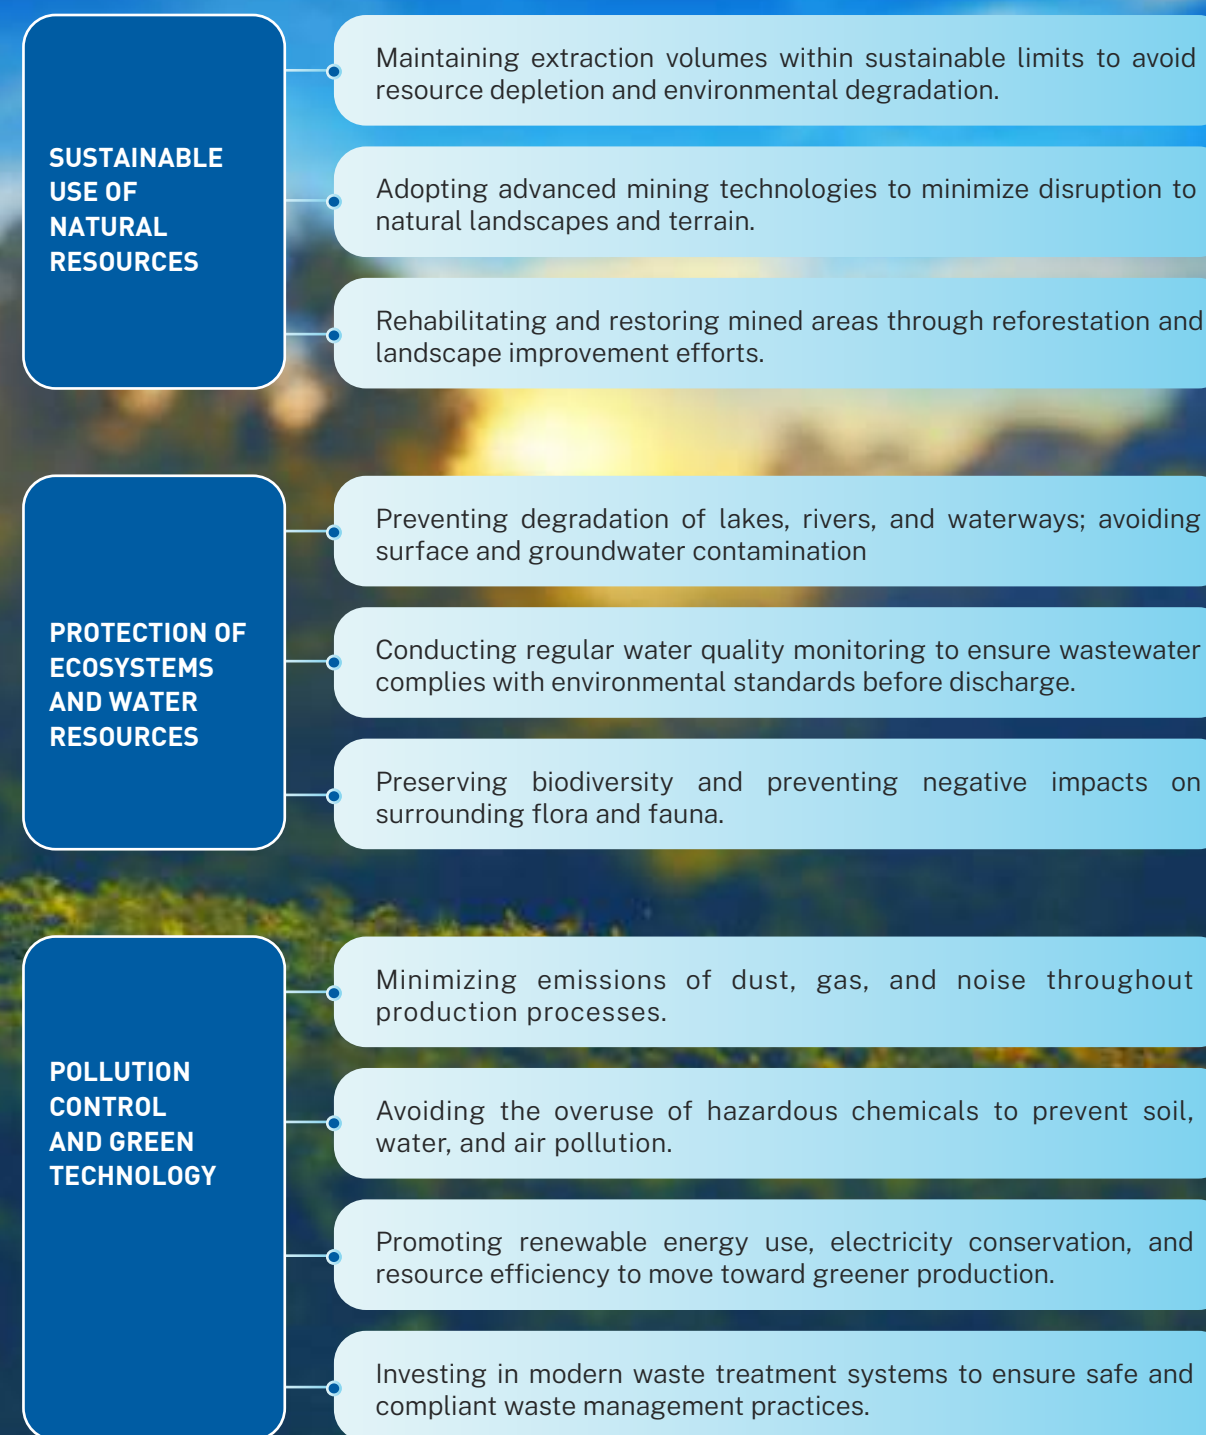 SUSTAINABLE
USE OF
NATURAL
RESOURCES
Maintaining extraction volumes within sustainable limits to avoid
resource depletion and environmental degradation.
Adopting advanced mining technologies to minimize disruption to
natural landscapes and terrain.
Rehabilitating and restoring mined areas through reforestation and
landscape improvement efforts.
PROTECTION OF
ECOSYSTEMS
AND WATER
RESOURCES
Preventing degradation of lakes, rivers, and waterways; avoiding
surface and groundwater contamination
Conducting regular water quality monitoring to ensure wastewater
complies with environmental standards before discharge.
Preserving biodiversity and preventing negative impacts on
surrounding flora and fauna.
POLLUTION
CONTROL
AND GREEN
TECHNOLOGY
Minimizing emissions of dust, gas, and noise throughout
production processes.
Avoiding the overuse of hazardous chemicals to prevent soil,
water, and air pollution.
Promoting renewable energy use, electricity conservation, and
resource efficiency to move toward greener production.
Investing in modern waste treatment systems to ensure safe and
compliant waste management practices.